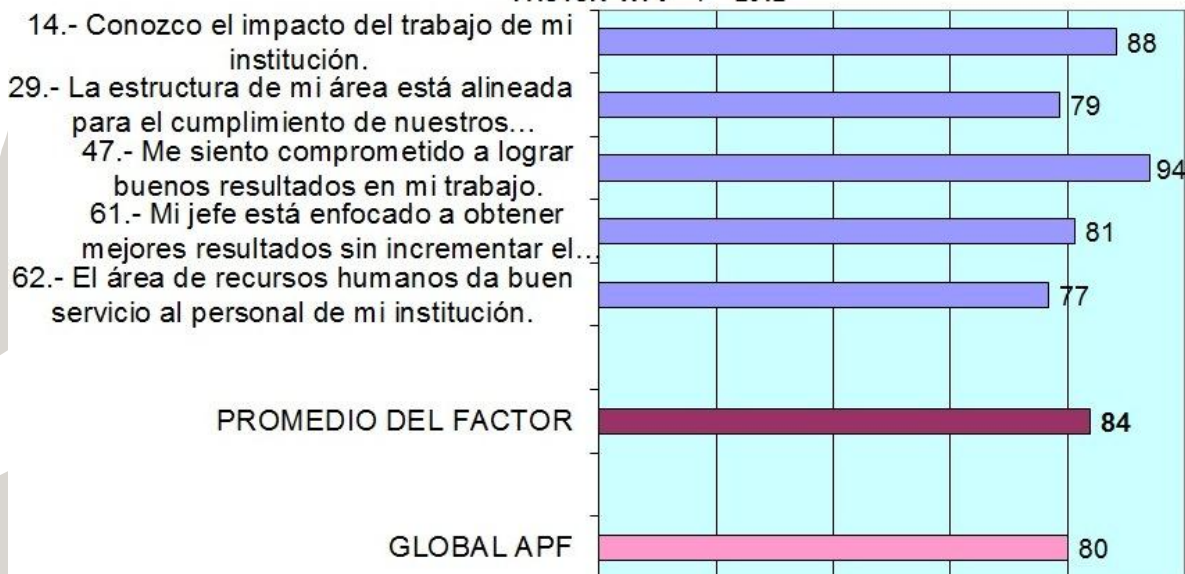 14.- Conozco el impacto del trabajo de mi
institución.
88
29.- La estructura de mi área está alineada
para el cumplimiento de nuestros...
79
47.- Me siento comprometido a lograr
buenos resultados en mi trabajo.
94
61.- Mi jefe está enfocado a obtener
mejores resultados sin incrementar el...
81
62.- El área de recursos humanos da buen
servicio al personal de mi institución.
77
PROMEDIO DEL FACTOR
84
GLOBAL APF
80